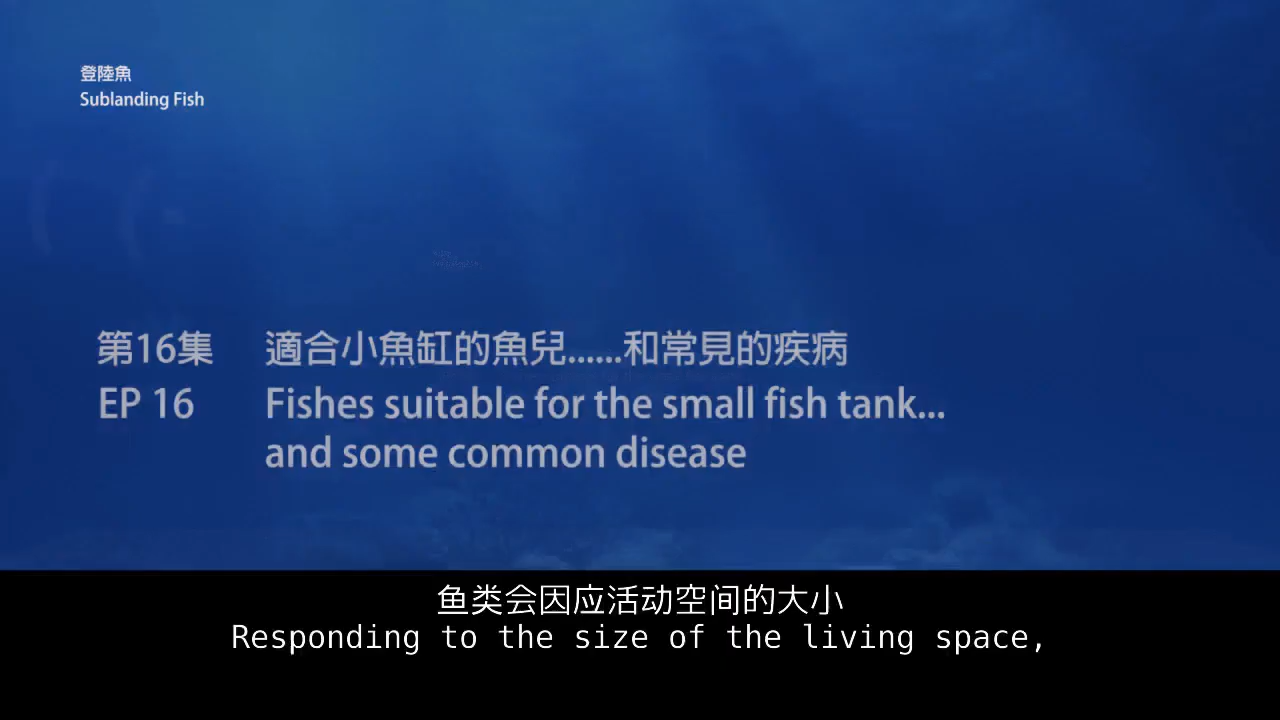 登陸魚
Sublanding Fish
第16集 適合小魚缸的魚兒......和常見的疾病
EP 16 Fishes suitable for the small fish tank...
and some common disease
鱼类会因应活动空间的大小
Responding to the size of the living space,